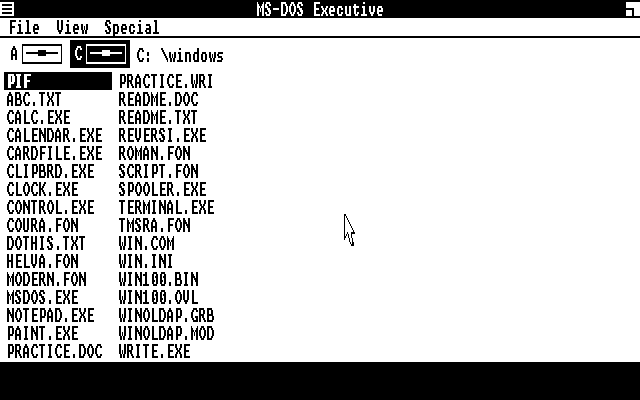 MS-DOS Executive
File View Special
A C C: \windows
PIF PRACTICE.WRI
ABC.TXT README.DOC
CALC.EXE README.TXT
CALENDAR.EXE REVERSI.EXE
CARDFILE.EXE ROMAN.FON
CLIPBRD.EXE SCRIPT.FON
CLOCK.EXE SPOOLER.EXE
CONTROL.EXE TERMINAL.EXE
COURA.FON TMSRA.FON
DOTHIS.TXT WIN.COM
HELVA.FON WIN.INI
MODERN.FON WIN100.BIN
MSDOS.EXE WIN100.OVL
NOTEPAD.EXE WINOLDAP.GRB
PAINT.EXE WINOLDAP.MOD
PRACTICE.DOC WRITE.EXE